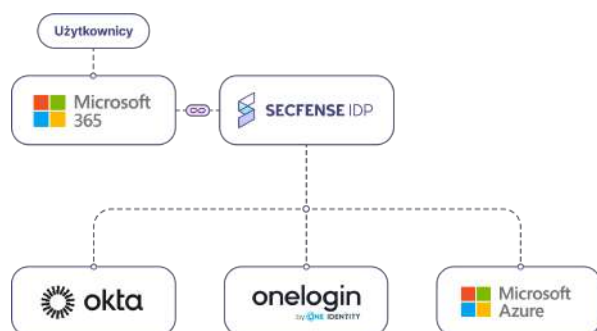 Użytkownicy
Microsoft
365
SECFENSE IDP
okta
onelogin
by ONE IDENTITY
Microsoft
Azure